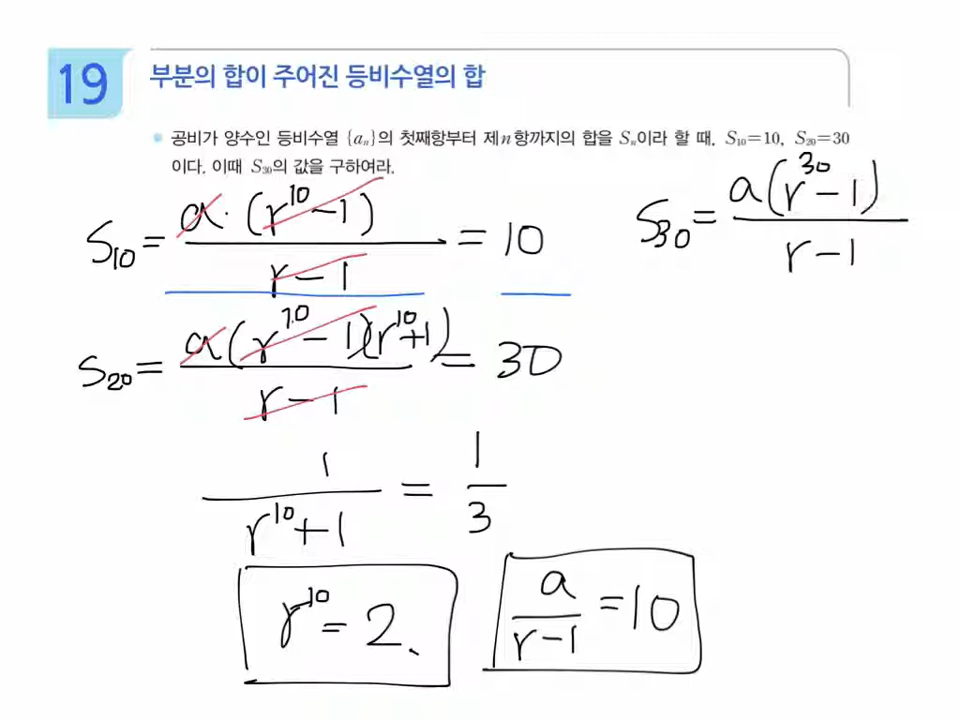 19 부분의 합이 주어진 등비수열의 합
공비가 양수인 등비수열 {aₙ}의 첫째항부터 제n항까지의 합을 Sₙ이라 할 때, S₁₀=10, S₂₀=30
이다. 이때 S₃₀의 값을 구하여라.
S₁₀ = a·(r¹⁰−1) / r−1 = 10
S₃₀ = a(r³⁰−1) / r−1
S₂₀ = a(r¹⁰−1)(r¹⁰+1) / r−1 = 30
1 / r¹⁰+1 = 1 / 3
r¹⁰ = 2.
a / r−1 = 10